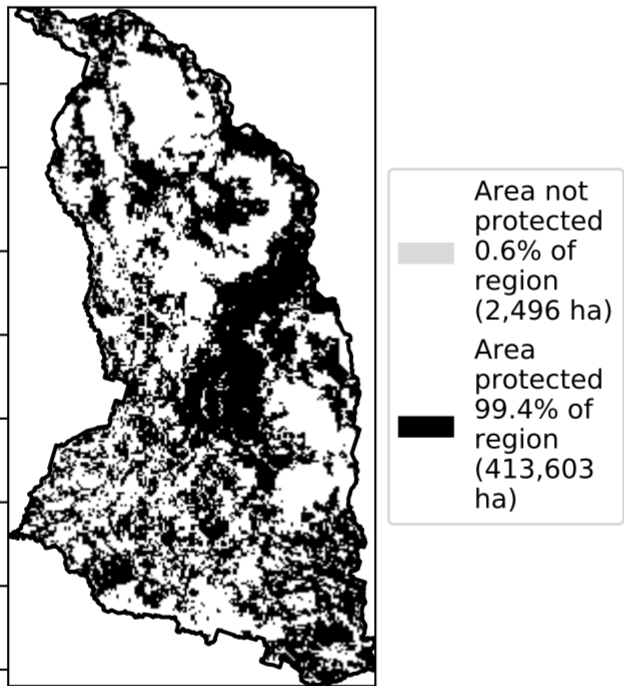 Area not
protected
0.6% of
region
(2,496 ha)
Area
protected
99.4% of
region
(413,603
ha)